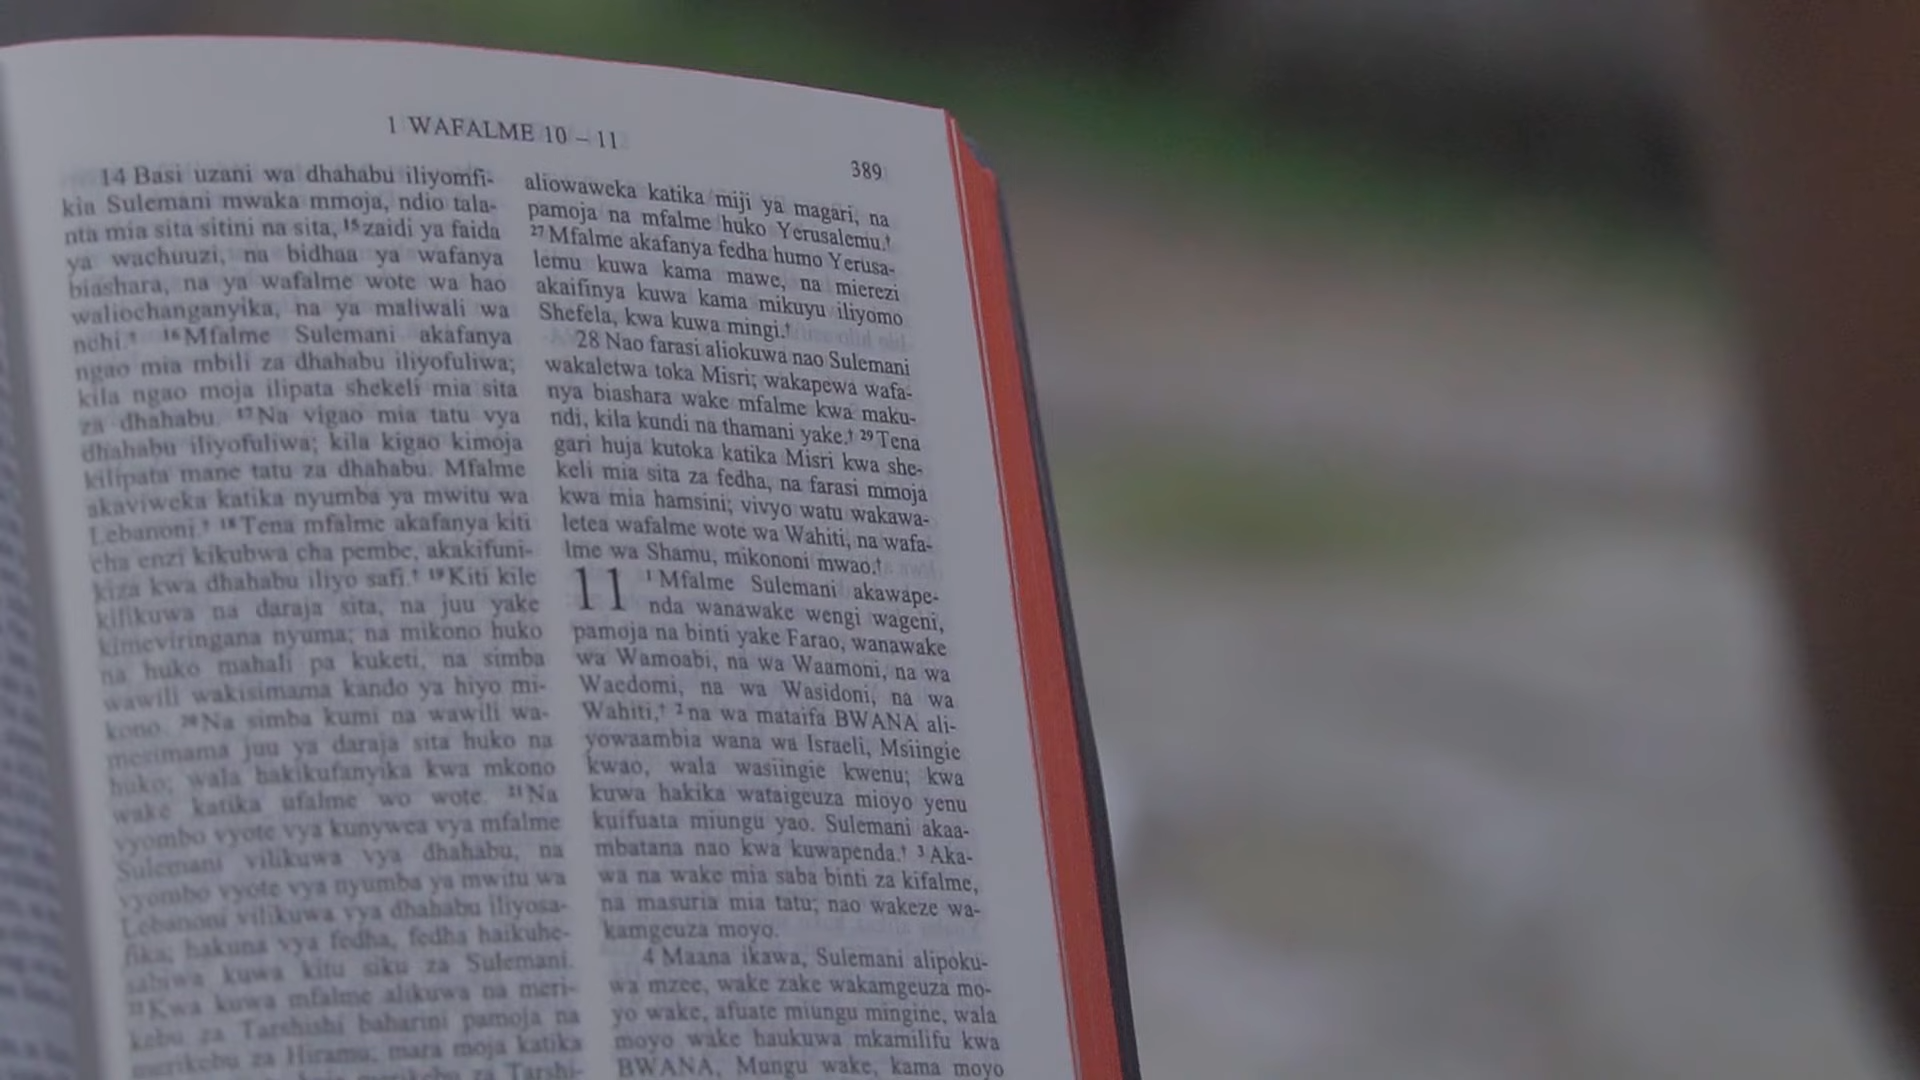 1 WAFALME 10 – 11
389
14 Basi uzani wa dhahabu iliyomfi-
kia Sulemani mwaka mmoja, ndio tala-
nta mia sita sitini na sita, 15 zaidi ya faida
ya wachuuzi, na bidhaa ya wafanya
biashara, na ya wafalme wote wa hao
waliochanganyika, na ya maliwali wa
nchi.† 16 Mfalme Sulemani akafanya
ngao mia mbili za dhahabu iliyofuliwa;
kila ngao moja ilipata shekeli mia sita
za dhahabu. 17 Na vigao mia tatu vya
dhahabu iliyofuliwa; kila kigao kimoja
kilipata mane tatu za dhahabu. Mfalme
akaviweka katika nyumba ya mwitu wa
Lebanoni.† 18 Tena mfalme akafanya kiti
cha enzi kikubwa cha pembe, akakifuni-
kiza kwa dhahabu iliyo safi.† 19 Kiti kile
kilikuwa na daraja sita, na juu yake
kimeviringana nyuma; na mikono huko
na huko mahali pa kuketi, na simba
wawili wakisimama kando ya hiyo mi-
kono. 20 Na simba kumi na wawili wa-
mesimama juu ya daraja sita huko na
huko; wala hakikufanyika kwa mkono
wake katika ufalme wo wote. 21 Na
vyombo vyote vya kunywea vya mfalme
Sulemani vilikuwa vya dhahabu, na
vyombo vyote vya nyumba ya mwitu wa
Lebanoni vilikuwa vya dhahabu iliyosa-
fika; hakuna vya fedha, fedha haikuhe-
sabiwa kuwa kitu siku za Sulemani.
22 Kwa kuwa mfalme alikuwa na meri-
kebu za Tarshishi baharini pamoja na
merikebu za Hiramu; mara moja katika
merikebu za Tarshi-
aliowaweka katika miji ya magari, na
pamoja na mfalme huko Yerusalemu.†
27 Mfalme akafanya fedha humo Yerusa-
lemu kuwa kama mawe, na mierezi
akaifinya kuwa kama mikuyu iliyomo
Shefela, kwa kuwa mingi.†
28 Nao farasi aliokuwa nao Sulemani
wakaletwa toka Misri; wakapewa wafa-
nya biashara wake mfalme kwa maku-
ndi, kila kundi na thamani yake.† 29 Tena
gari huja kutoka katika Misri kwa she-
keli mia sita za fedha, na farasi mmoja
kwa mia hamsini; vivyo watu wakawa-
letea wafalme wote wa Wahiti, na wafa-
lme wa Shamu, mikononi mwao.†
11 1 Mfalme Sulemani akawape-
nda wanawake wengi wageni,
pamoja na binti yake Farao, wanawake
wa Wamoabi, na wa Waamoni, na wa
Waedomi, na wa Wasidoni, na wa
Wahiti,† 2 na wa mataifa BWANA ali-
yowaambia wana wa Israeli, Msiingie
kwao, wala wasiingie kwenu; kwa
kuwa hakika wataigeuza mioyo yenu
kuifuata miungu yao. Sulemani akaa-
mbatana nao kwa kuwapenda.† 3 Aka-
wa na wake mia saba binti za kifalme,
na masuria mia tatu; nao wakeze wa-
kamgeuza moyo.
4 Maana ikawa, Sulemani alipoku-
wa mzee, wake zake wakamgeuza mo-
yo wake, afuate miungu mingine, wala
moyo wake haukuwa mkamilifu kwa
BWANA, Mungu wake, kama moyo